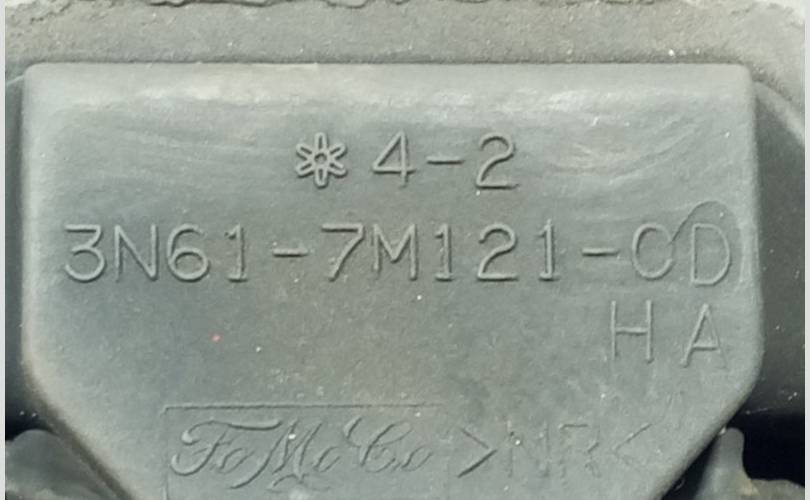 *4-2
3N61-7M121-CD
HA
FoMoCo >NR<